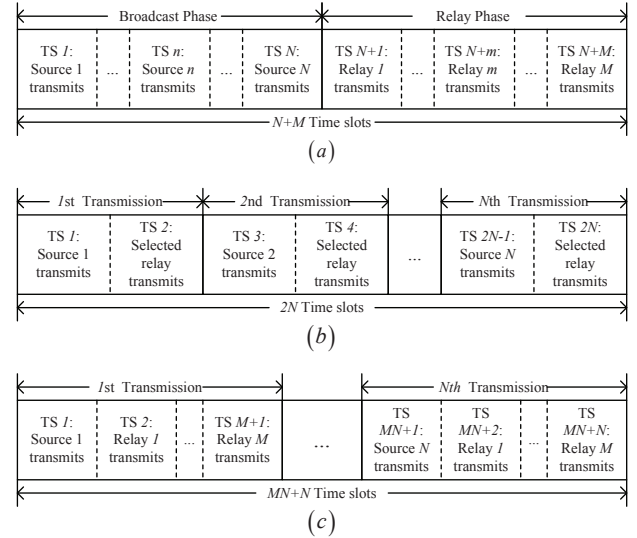 Broadcast Phase Relay Phase
TS 1: TS n: TS N: TS N+1: TS N+m: TS N+M:
Source 1 ... Source n ... Source N Relay 1 ... Relay m ... Relay M
transmits transmits transmits transmits transmits transmits
N+M Time slots
(a)
1st Transmission 2nd Transmission Nth Transmission
TS 1: TS 2: TS 3: TS 4: TS 2N-1: TS 2N:
Source 1 Selected Source 2 Selected ... Source N Selected
transmits relay transmits relay transmits relay
transmits transmits transmits
2N Time slots
(b)
1st Transmission Nth Transmission
TS 1: TS 2: TS M+1: TS TS TS
Source 1 Relay 1 ... Relay M ... MN+1: MN+2: ... MN+N:
transmits transmits transmits Source N Relay 1 Relay M
transmits transmits transmits
MN+N Time slots
(c)